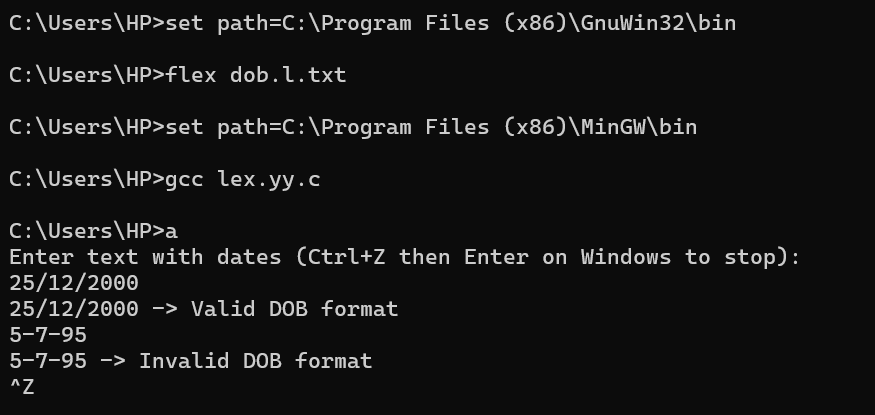 C:\Users\HP>set path=C:\Program Files (x86)\GnuWin32\bin
C:\Users\HP>flex dob.l.txt
C:\Users\HP>set path=C:\Program Files (x86)\MinGW\bin
C:\Users\HP>gcc lex.yy.c
C:\Users\HP>a
Enter text with dates (Ctrl+Z then Enter on Windows to stop):
25/12/2000
25/12/2000 -> Valid DOB format
5-7-95
5-7-95 -> Invalid DOB format
^Z